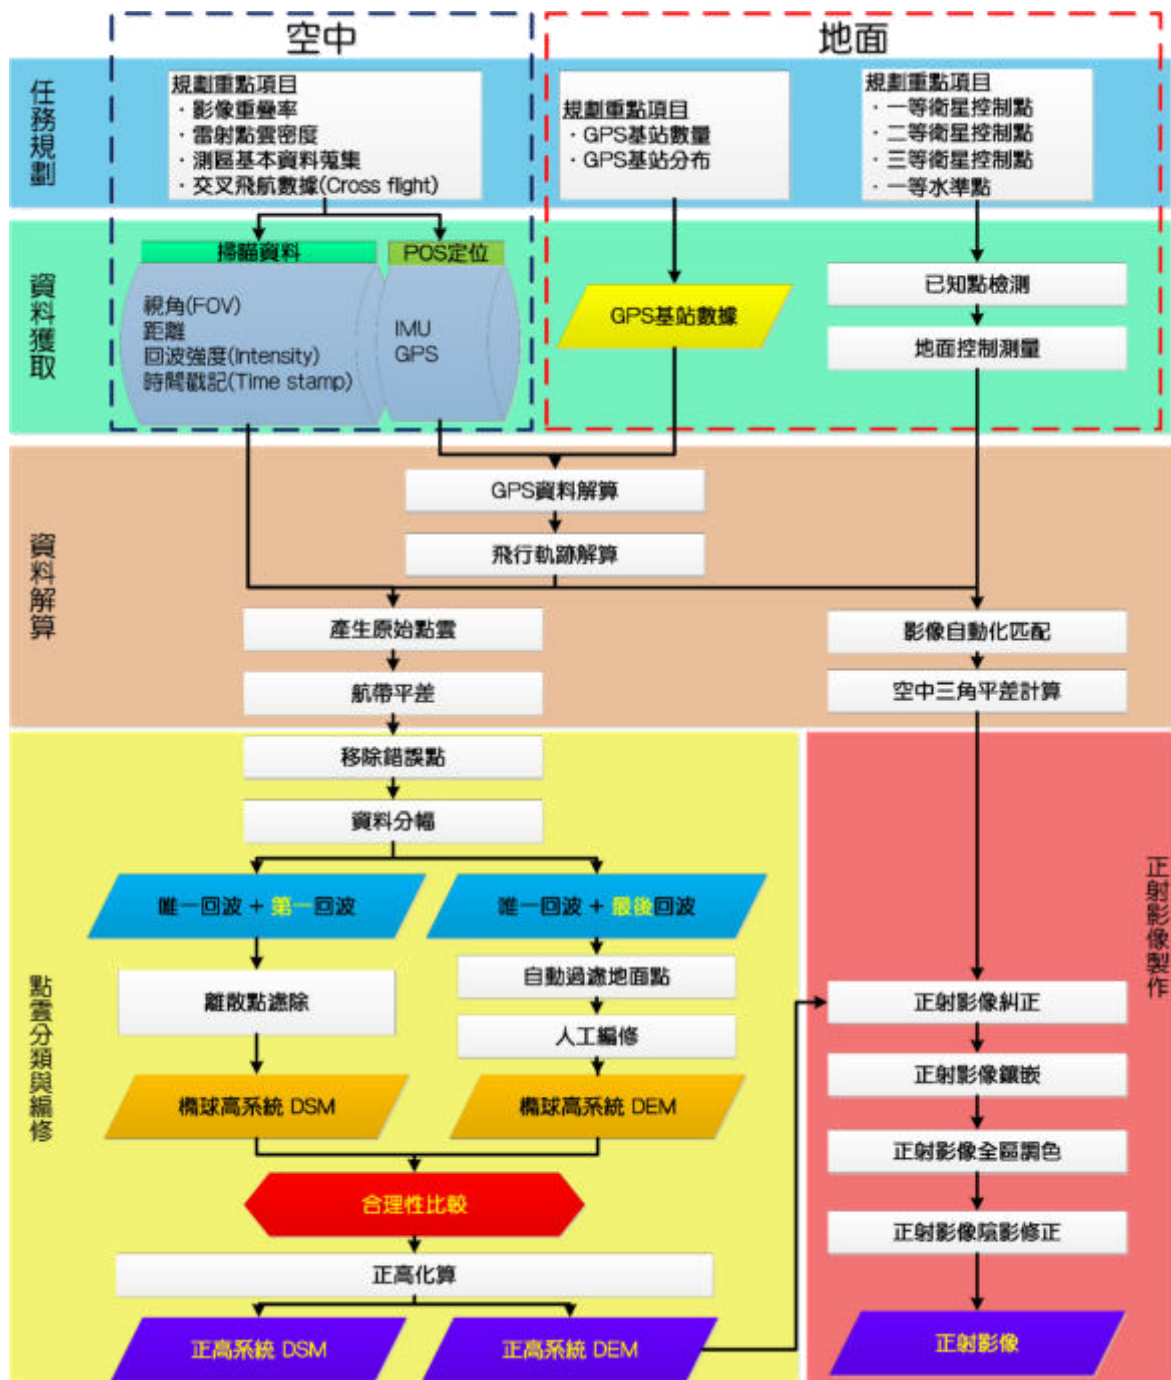 空中
地面
任務規劃
規劃重點項目
·影像重疊率
·雷射點雲密度
·測區基本資料蒐集
·交叉飛航數據(Cross flight)
規劃重點項目
·GPS基站數量
·GPS基站分布
規劃重點項目
·一等衛星控制點
·二等衛星控制點
·三等衛星控制點
·一等水準點
資料獲取
掃瞄資料
視角(FOV)
距離
回波強度(Intensity)
時間戳記(Time stamp)
POS定位
IMU
GPS
GPS基站數據
已知點檢測
地面控制測量
資料解算
GPS資料解算
飛行軌跡解算
產生原始點雲
航帶平差
影像自動化匹配
空中三角平差計算
點雲分類與編修
移除錯誤點
資料分幅
唯一回波 + 第一回波
唯一回波 + 最後回波
離散點濾除
自動過濾地面點
人工編修
橢球高系統 DSM
橢球高系統 DEM
合理性比較
正高化算
正高系統 DSM
正高系統 DEM
正射影像製作
正射影像糾正
正射影像鑲嵌
正射影像全區調色
正射影像陰影修正
正射影像